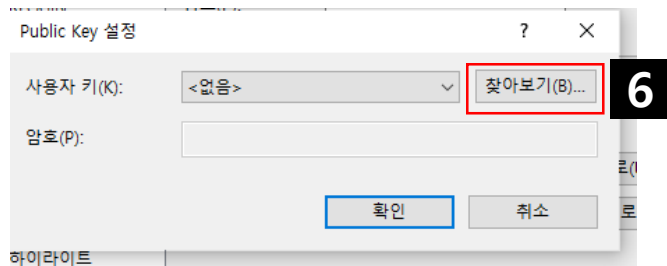 Public Key 설정 ? ×
사용자 키(K): <없음> 찾아보기(B)... 6
암호(P):
확인 취소
로
하이라이트